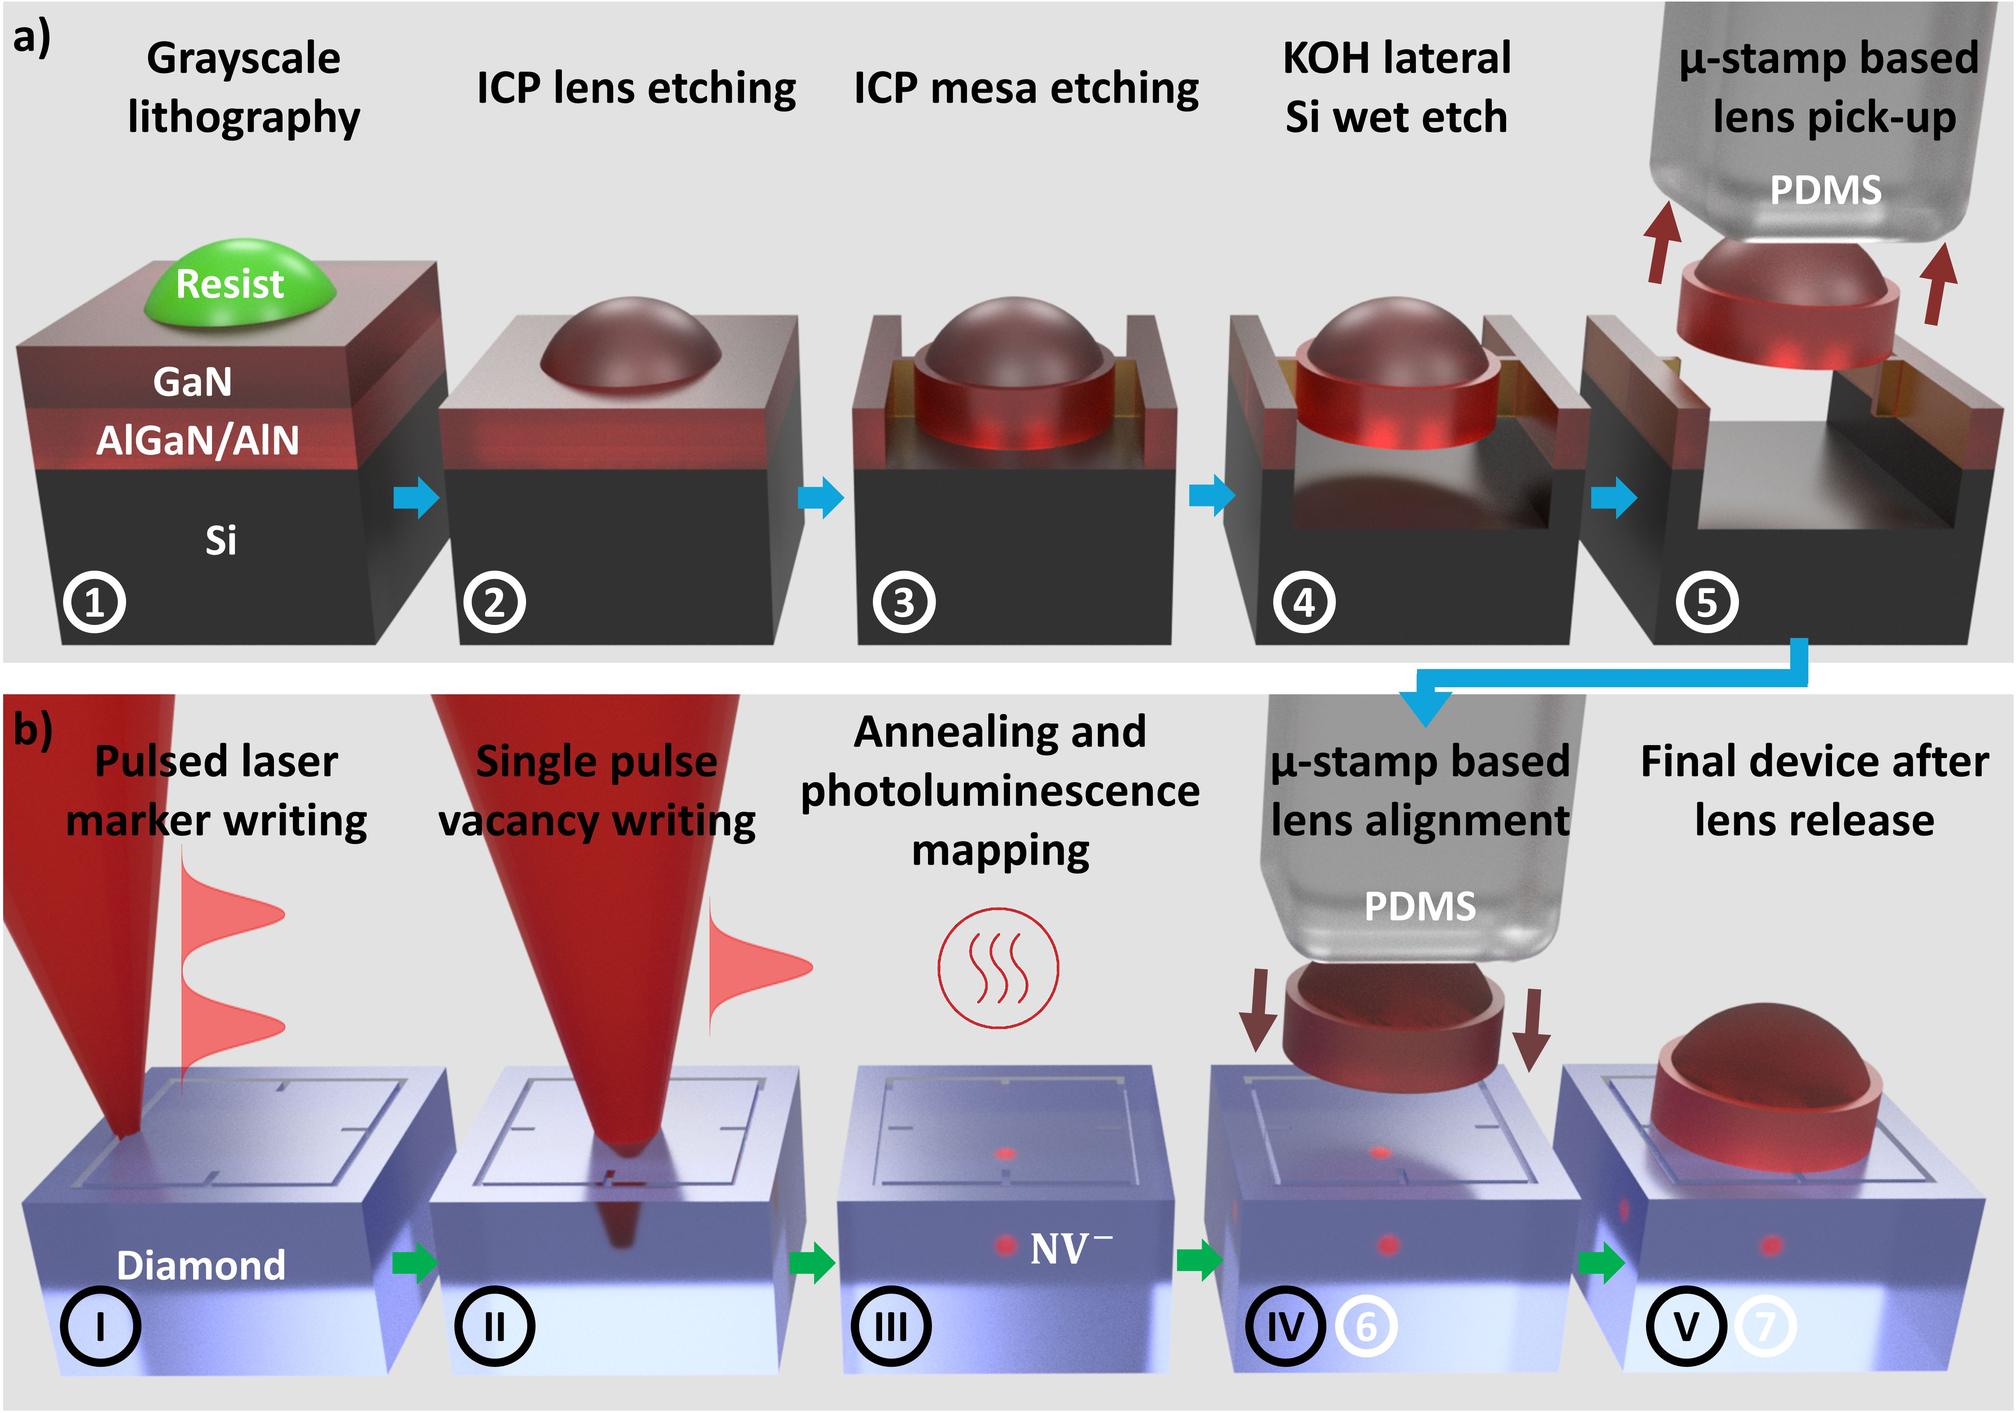 a)
Grayscale
lithography
ICP lens etching
ICP mesa etching
KOH lateral
Si wet etch
μ-stamp based
lens pick-up
PDMS
Resist
GaN
AlGaN/AlN
Si
1
2
3
4
5
b)
Pulsed laser
marker writing
Single pulse
vacancy writing
Annealing and
photoluminescence
mapping
μ-stamp based
lens alignment
PDMS
Final device after
lens release
Diamond
NV⁻
I
II
III
IV 6
V 7